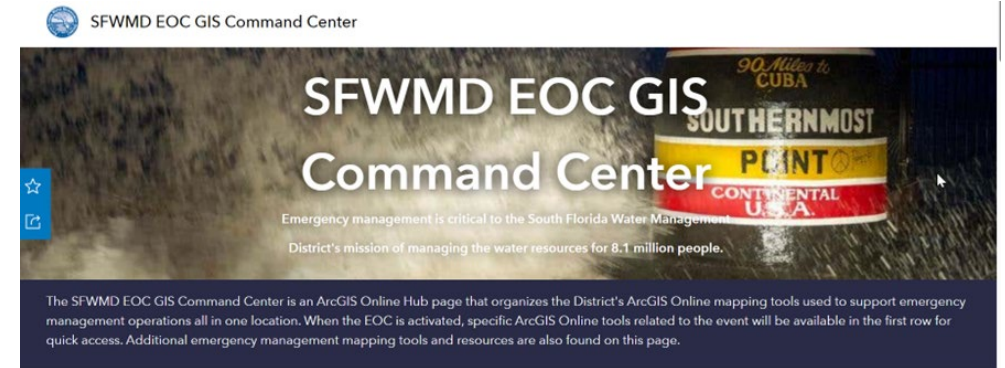 SFWMD EOC GIS Command Center
SFWMD EOC GIS
Command Center
Emergency management is critical to the South Florida Water Management
District's mission of managing the water resources for 8.1 million people.
90 Miles to
CUBA
SOUTHERNMOST
POINT
CONTINENTAL
U.S.A.
The SFWMD EOC GIS Command Center is an ArcGIS Online Hub page that organizes the District's ArcGIS Online mapping tools used to support emergency
management operations all in one location. When the EOC is activated, specific ArcGIS Online tools related to the event will be available in the first row for
quick access. Additional emergency management mapping tools and resources are also found on this page.